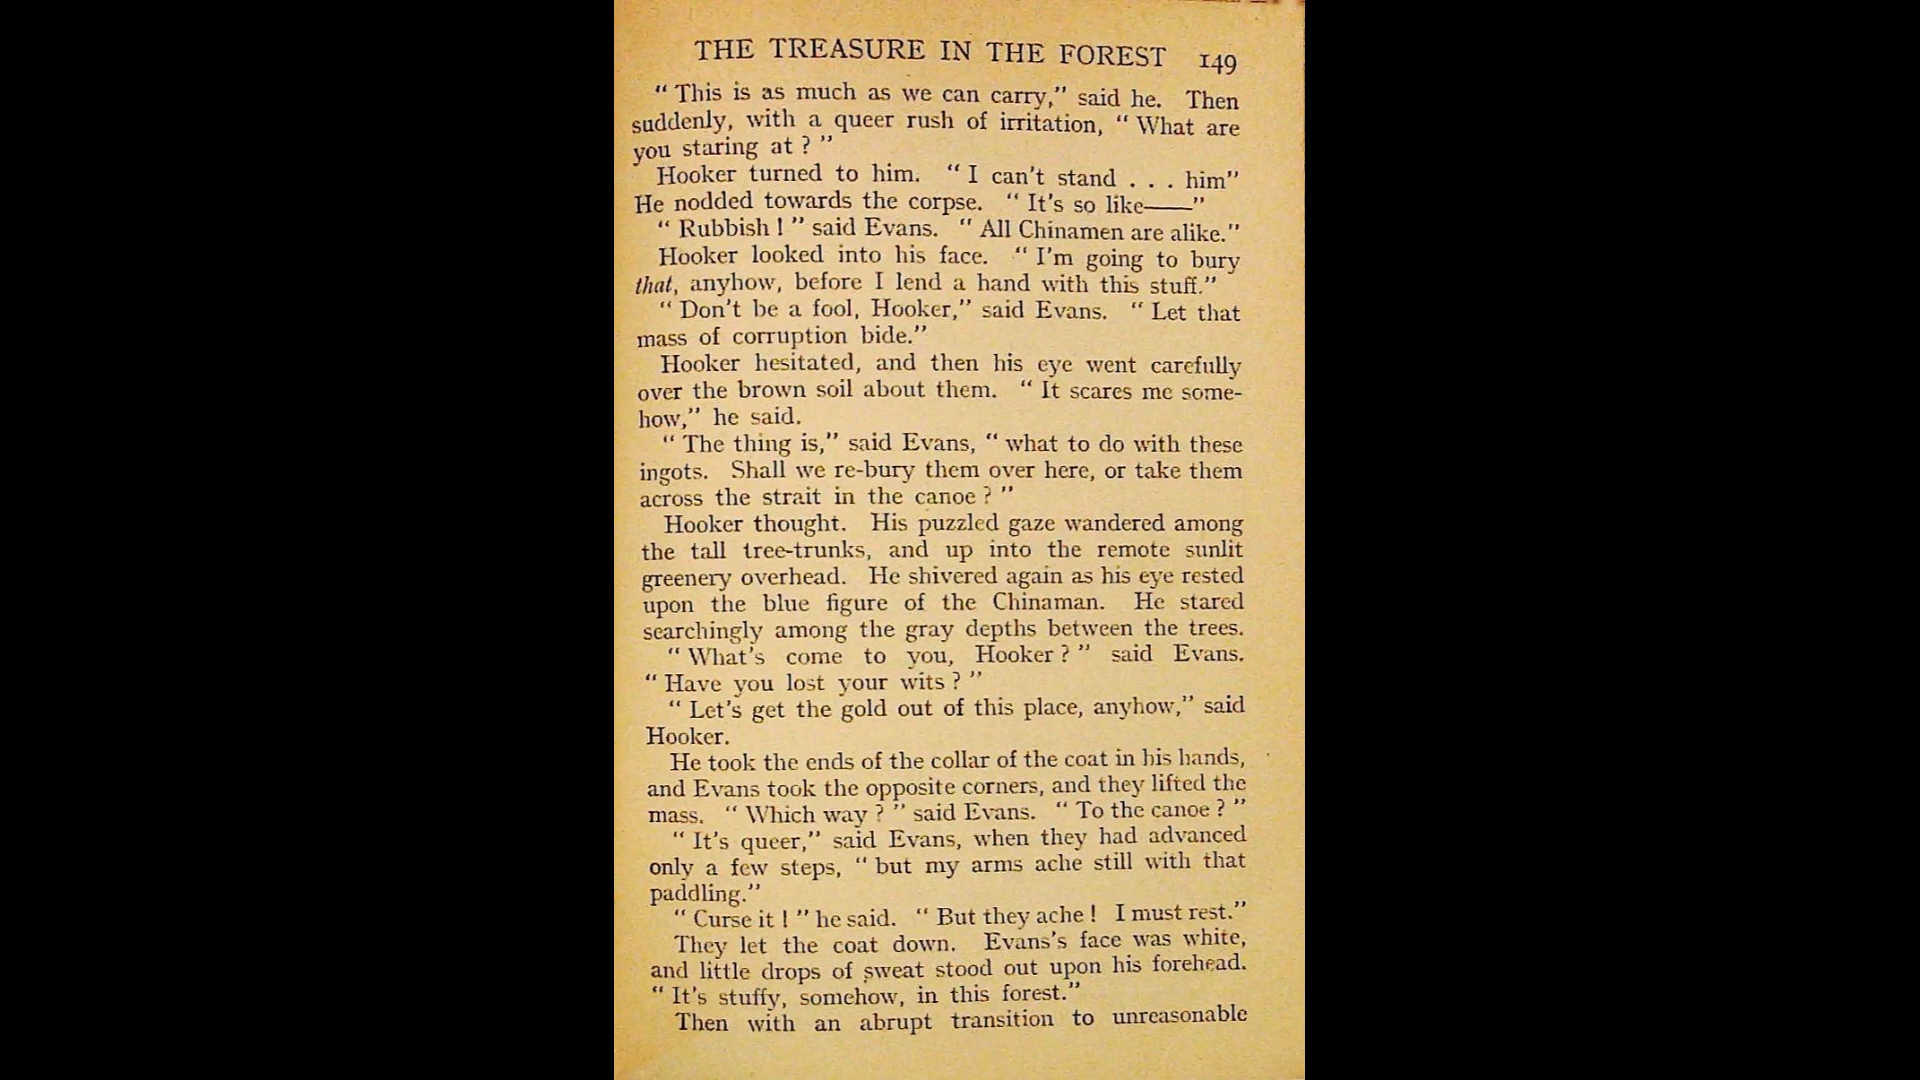 THE TREASURE IN THE FOREST 149
“ This is as much as we can carry,” said he. Then
suddenly, with a queer rush of irritation, “ What are
you staring at ? ”
Hooker turned to him. “ I can't stand . . . him”
He nodded towards the corpse. “ It's so like——”
“ Rubbish ! ” said Evans. “ All Chinamen are alike.”
Hooker looked into his face. “ I'm going to bury
that, anyhow, before I lend a hand with this stuff.”
“ Don't be a fool, Hooker,” said Evans. “ Let that
mass of corruption bide.”
Hooker hesitated, and then his eye went carefully
over the brown soil about them. “ It scares me some-
how,” he said.
“ The thing is,” said Evans, “ what to do with these
ingots. Shall we re-bury them over here, or take them
across the strait in the canoe ? ”
Hooker thought. His puzzled gaze wandered among
the tall tree-trunks, and up into the remote sunlit
greenery overhead. He shivered again as his eye rested
upon the blue figure of the Chinaman. He stared
searchingly among the gray depths between the trees.
“ What's come to you, Hooker ? ” said Evans.
“ Have you lost your wits ? ”
“ Let's get the gold out of this place, anyhow,” said
Hooker.
He took the ends of the collar of the coat in his hands,
and Evans took the opposite corners, and they lifted the
mass. “ Which way ? ” said Evans. “ To the canoe ? ”
“ It's queer,” said Evans, when they had advanced
only a few steps, “ but my arms ache still with that
paddling.”
“ Curse it ! ” he said. “ But they ache ! I must rest.”
They let the coat down. Evans's face was white,
and little drops of sweat stood out upon his forehead.
“ It's stuffy, somehow, in this forest.”
Then with an abrupt transition to unreasonable